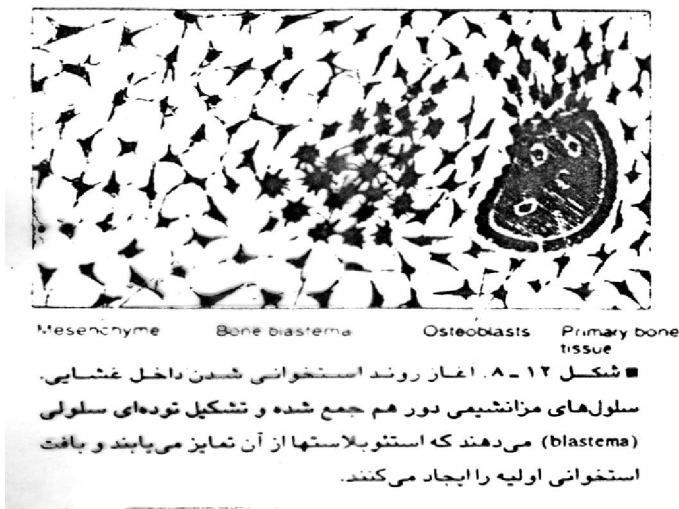 Mesenchyme Bone blastema Osteoblasts Primary bone
tissue
■ شکل ۱۲ ـ ۸. آغاز روند استخوانی شدن داخل غشایی.
سلول‌های مزانشیمی دور هم جمع شده و تشکیل توده‌ای سلولی
(blastema) می‌دهند که استئوبلاستها از آن تمایز می‌یابند و بافت
استخوانی اولیه را ایجاد می‌کنند.